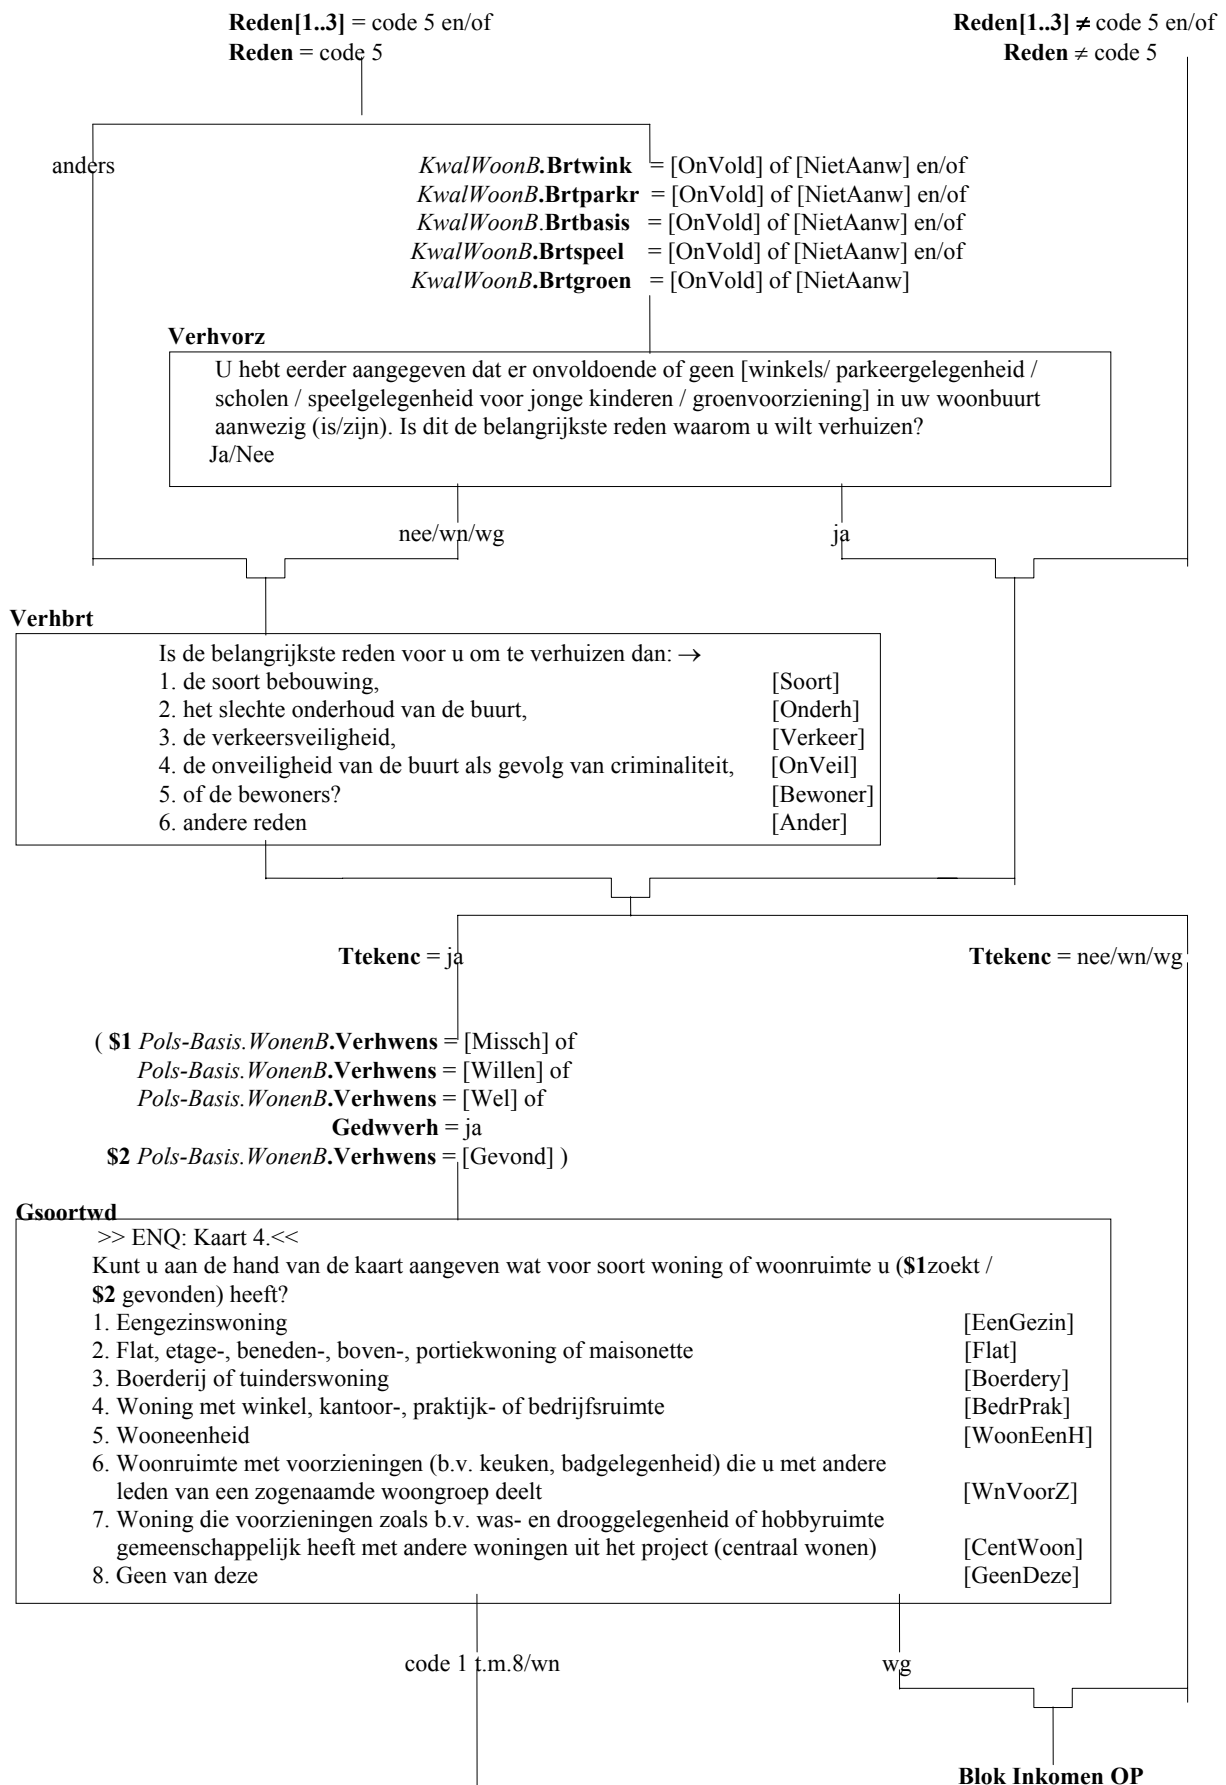 Reden[1..3] = code 5 en/of
Reden = code 5
Reden[1..3] ≠ code 5 en/of
Reden ≠ code 5
anders
KwalWoonB.Brtwink = [OnVold] of [NietAanw] en/of
KwalWoonB.Brtparkr = [OnVold] of [NietAanw] en/of
KwalWoonB.Brtbasis = [OnVold] of [NietAanw] en/of
KwalWoonB.Brtspeel = [OnVold] of [NietAanw] en/of
KwalWoonB.Brtgroen = [OnVold] of [NietAanw]
Verhvorz
U hebt eerder aangegeven dat er onvoldoende of geen [winkels/ parkeergelegenheid /
scholen / speelgelegenheid voor jonge kinderen / groenvoorziening] in uw woonbuurt
aanwezig (is/zijn). Is dit de belangrijkste reden waarom u wilt verhuizen?
Ja/Nee
nee/wn/wg
ja
Verhbrt
Is de belangrijkste reden voor u om te verhuizen dan: →
1. de soort bebouwing, [Soort]
2. het slechte onderhoud van de buurt, [Onderh]
3. de verkeersveiligheid, [Verkeer]
4. de onveiligheid van de buurt als gevolg van criminaliteit, [OnVeil]
5. of de bewoners? [Bewoner]
6. andere reden [Ander]
Ttekenc = ja
Ttekenc = nee/wn/wg
( $1 Pols-Basis.WonenB.Verhwens = [Missch] of
Pols-Basis.WonenB.Verhwens = [Willen] of
Pols-Basis.WonenB.Verhwens = [Wel] of
Gedwverh = ja
$2 Pols-Basis.WonenB.Verhwens = [Gevond] )
Gsoortwd
>> ENQ: Kaart 4.<<
Kunt u aan de hand van de kaart aangeven wat voor soort woning of woonruimte u ($1zoekt /
$2 gevonden) heeft?
1. Eengezinswoning [EenGezin]
2. Flat, etage-, beneden-, boven-, portiekwoning of maisonette [Flat]
3. Boerderij of tuinderswoning [Boerdery]
4. Woning met winkel, kantoor-, praktijk- of bedrijfsruimte [BedrPrak]
5. Wooneenheid [WoonEenH]
6. Woonruimte met voorzieningen (b.v. keuken, badgelegenheid) die u met andere
leden van een zogenaamde woongroep deelt [WnVoorZ]
7. Woning die voorzieningen zoals b.v. was- en drooggelegenheid of hobbyruimte
gemeenschappelijk heeft met andere woningen uit het project (centraal wonen) [CentWoon]
8. Geen van deze [GeenDeze]
code 1 t.m.8/wn
wg
Blok Inkomen OP